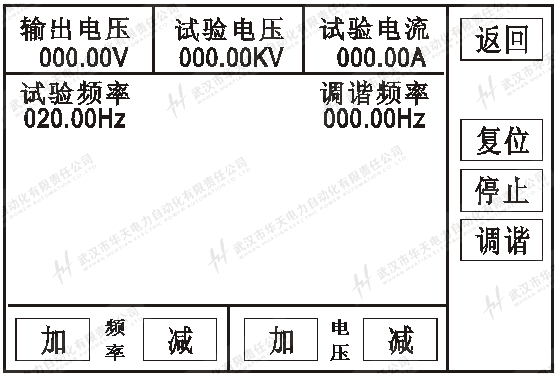 输出电压 试验电压 试验电流 返回
000.00V 000.00KV 000.00A
试验频率 调谐频率
020.00Hz 000.00Hz
复位
停止
调谐
加 频率 减 加 电压 减
武汉市华天电力自动化有限责任公司